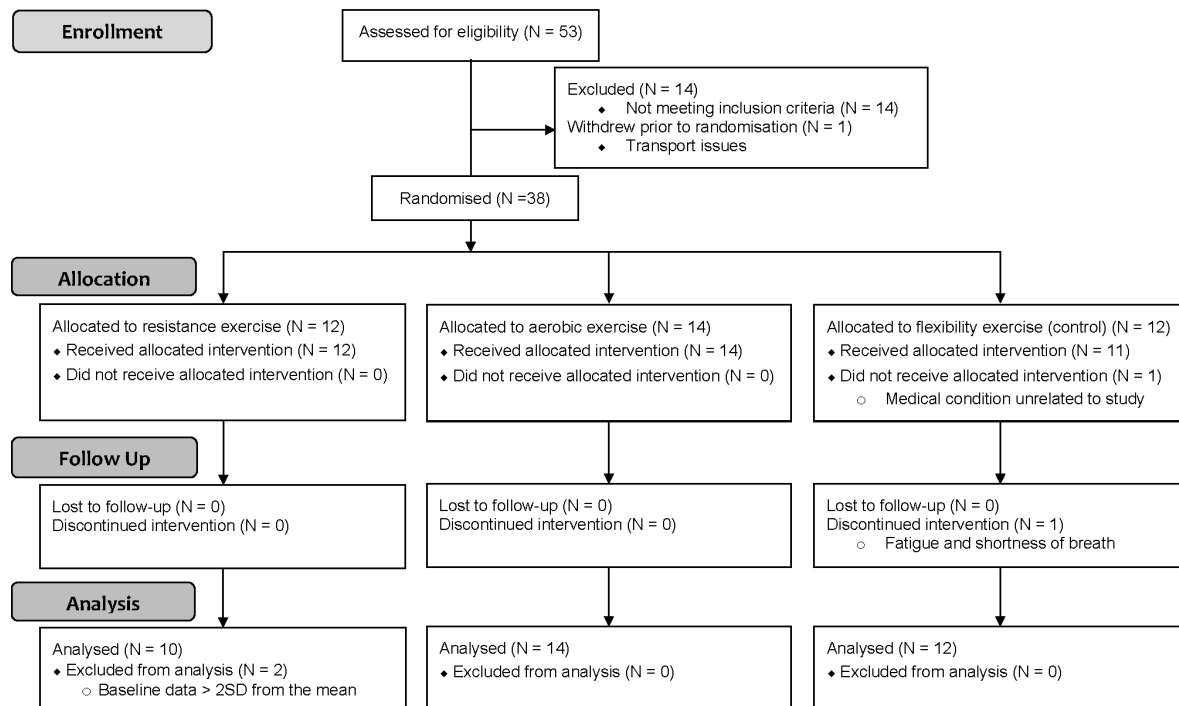 Enrollment
Assessed for eligibility (N = 53)
Excluded (N = 14)
⬥ Not meeting inclusion criteria (N = 14)
Withdrew prior to randomisation (N = 1)
⬥ Transport issues
Randomised (N =38)
Allocation
Allocated to resistance exercise (N = 12)
⬥ Received allocated intervention (N = 12)
⬥ Did not receive allocated intervention (N = 0)
Allocated to aerobic exercise (N = 14)
⬥ Received allocated intervention (N = 14)
⬥ Did not receive allocated intervention (N = 0)
Allocated to flexibility exercise (control) (N = 12)
⬥ Received allocated intervention (N = 11)
⬥ Did not receive allocated intervention (N = 1)
○ Medical condition unrelated to study
Follow Up
Lost to follow-up (N = 0)
Discontinued intervention (N = 0)
Lost to follow-up (N = 0)
Discontinued intervention (N = 0)
Lost to follow-up (N = 0)
Discontinued intervention (N = 1)
○ Fatigue and shortness of breath
Analysis
Analysed (N = 10)
⬥ Excluded from analysis (N = 2)
○ Baseline data > 2SD from the mean
Analysed (N = 14)
⬥ Excluded from analysis (N = 0)
Analysed (N = 12)
⬥ Excluded from analysis (N = 0)